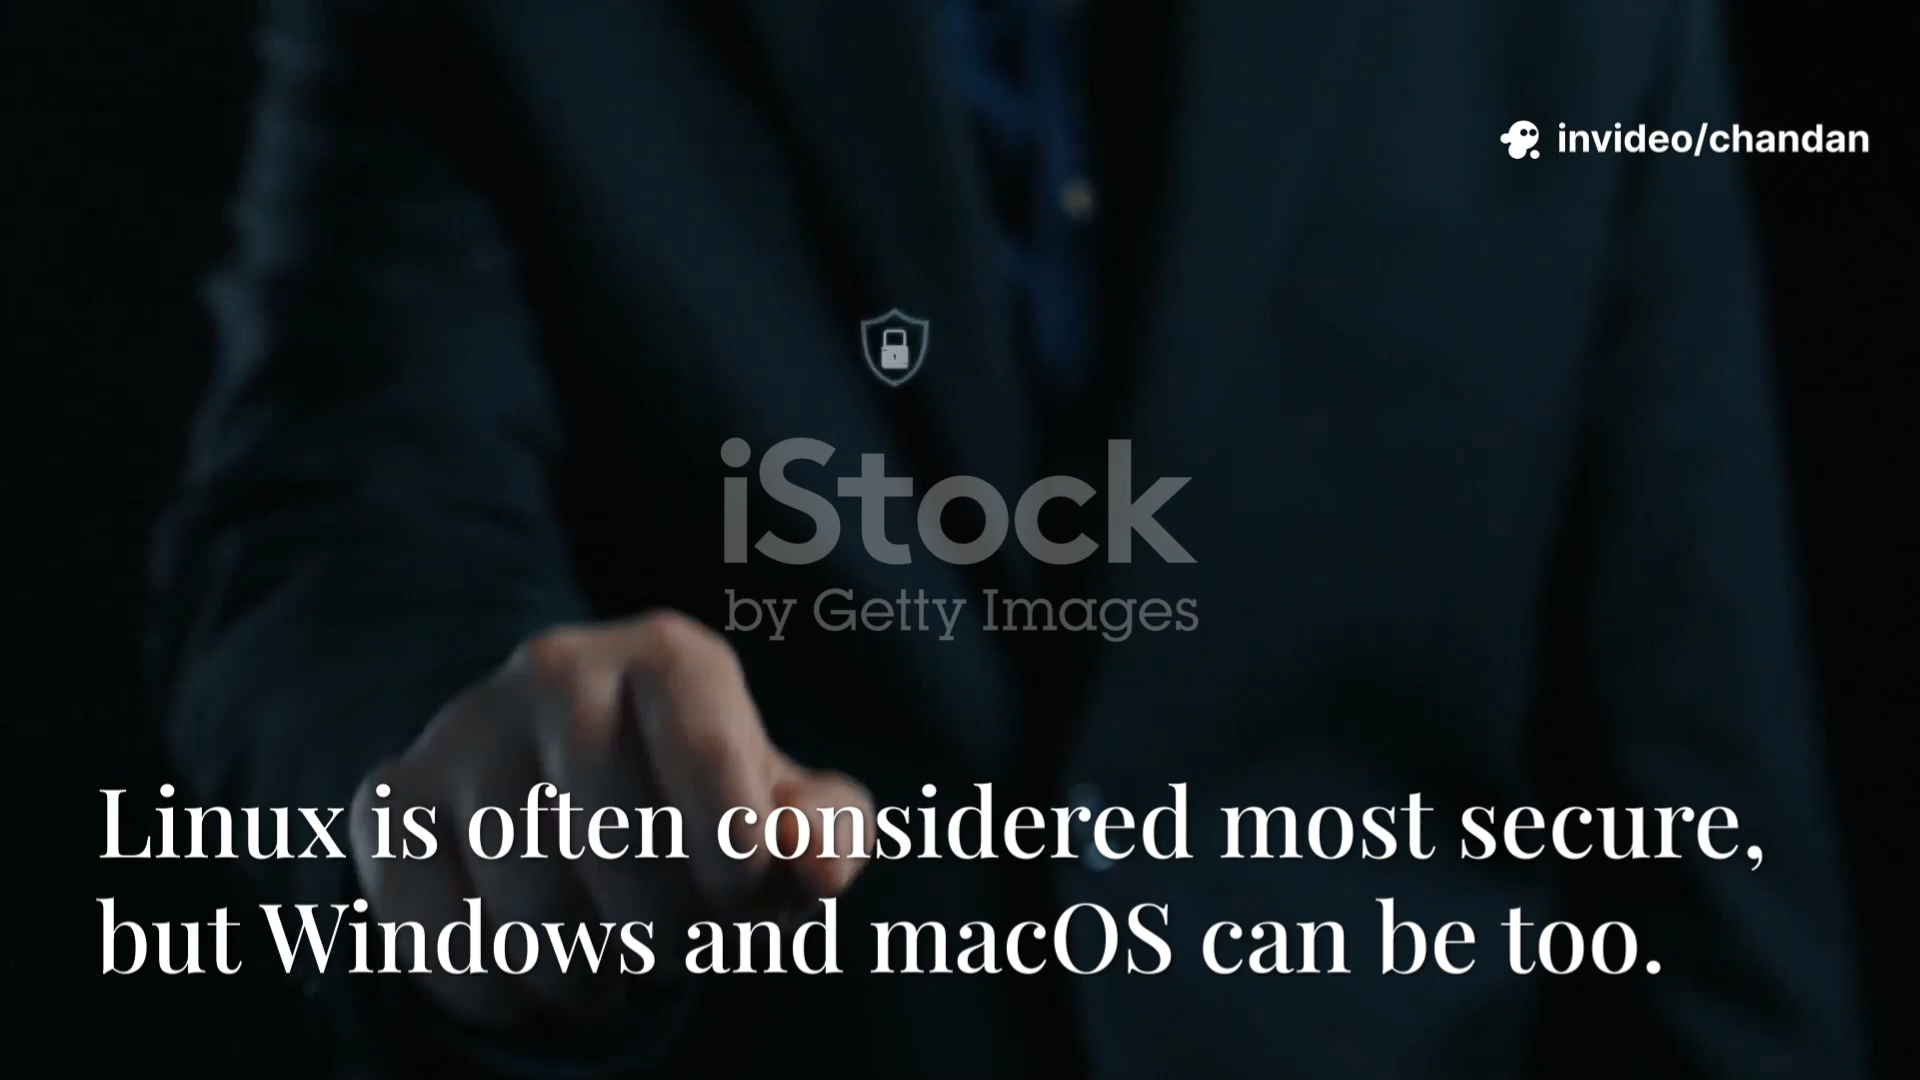 invideo/chandan
iStock
by Getty Images
Linux is often considered most secure,
but Windows and macOS can be too.